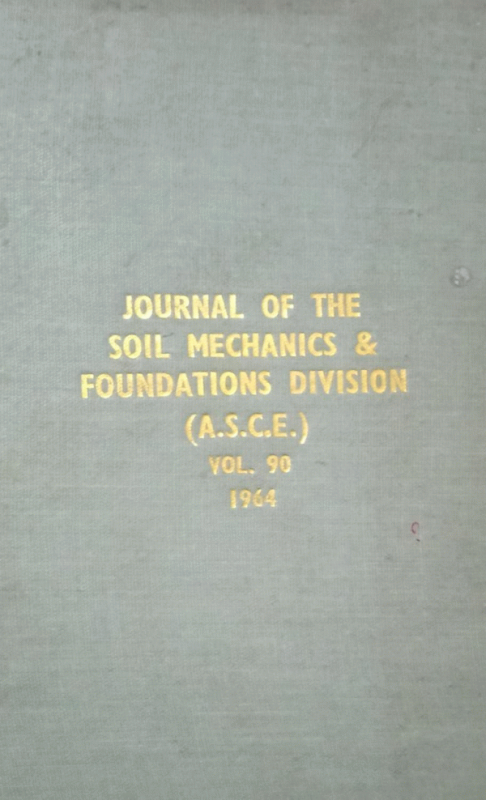 JOURNAL OF THE
SOIL MECHANICS &
FOUNDATIONS DIVISION
(A.S.C.E.)
VOL. 90
1964